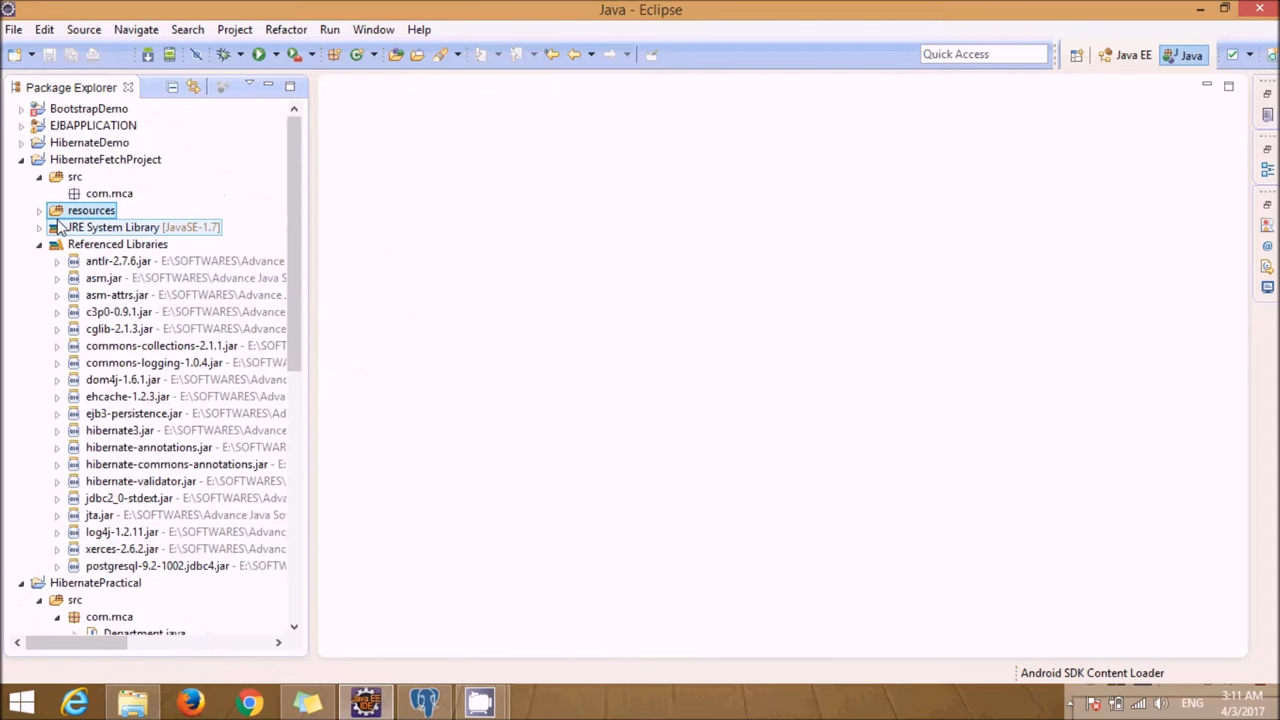 Java - Eclipse
File Edit Source Navigate Search Project Refactor Run Window Help
Quick Access
Java EE
Java
Package Explorer
BootstrapDemo
EJBAPPLICATION
HibernateDemo
HibernateFetchProject
src
com.mca
resources
JRE System Library [JavaSE-1.7]
Referenced Libraries
antlr-2.7.6.jar - E:\SOFTWARES\Advance
asm.jar - E:\SOFTWARES\Advance Java S
asm-attrs.jar - E:\SOFTWARES\Advance .
c3p0-0.9.1.jar - E:\SOFTWARES\Advance
cglib-2.1.3.jar - E:\SOFTWARES\Advance
commons-collections-2.1.1.jar - E:\SOFT
commons-logging-1.0.4.jar - E:\SOFTWA
dom4j-1.6.1.jar - E:\SOFTWARES\Advan
ehcache-1.2.3.jar - E:\SOFTWARES\Adva
ejb3-persistence.jar - E:\SOFTWARES\Ad
hibernate3.jar - E:\SOFTWARES\Advance
hibernate-annotations.jar - E:\SOFTWAR
hibernate-commons-annotations.jar - E:
hibernate-validator.jar - E:\SOFTWARES\
jdbc2_0-stdext.jar - E:\SOFTWARES\Adv
jta.jar - E:\SOFTWARES\Advance Java So
log4j-1.2.11.jar - E:\SOFTWARES\Advan
xerces-2.6.2.jar - E:\SOFTWARES\Advan
postgresql-9.2-1002.jdbc4.jar - E:\SOFTW
HibernatePractical
src
com.mca
Department.java
Android SDK Content Loader
ENG
3:11 AM
4/3/2017